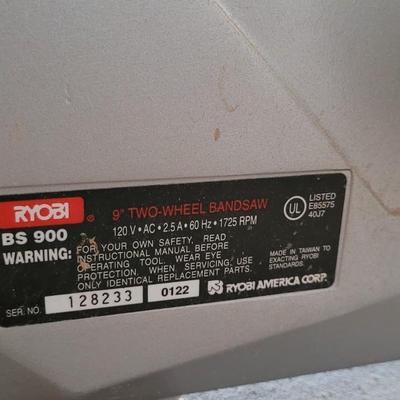 RYOBI ®
9" TWO-WHEEL BANDSAW
120 V • AC • 2.5 A • 60 Hz • 1725 RPM
UL
LISTED
E85575
40J7
BS 900
WARNING:
FOR YOUR OWN SAFETY, READ
INSTRUCTION MANUAL BEFORE
OPERATING TOOL. WEAR EYE
PROTECTION. WHEN SERVICING, USE
ONLY IDENTICAL REPLACEMENT PARTS.
MADE IN TAIWAN TO
EXACTING RYOBI
STANDARDS.
SER. NO. 128233 0122 RYOBI AMERICA CORP.